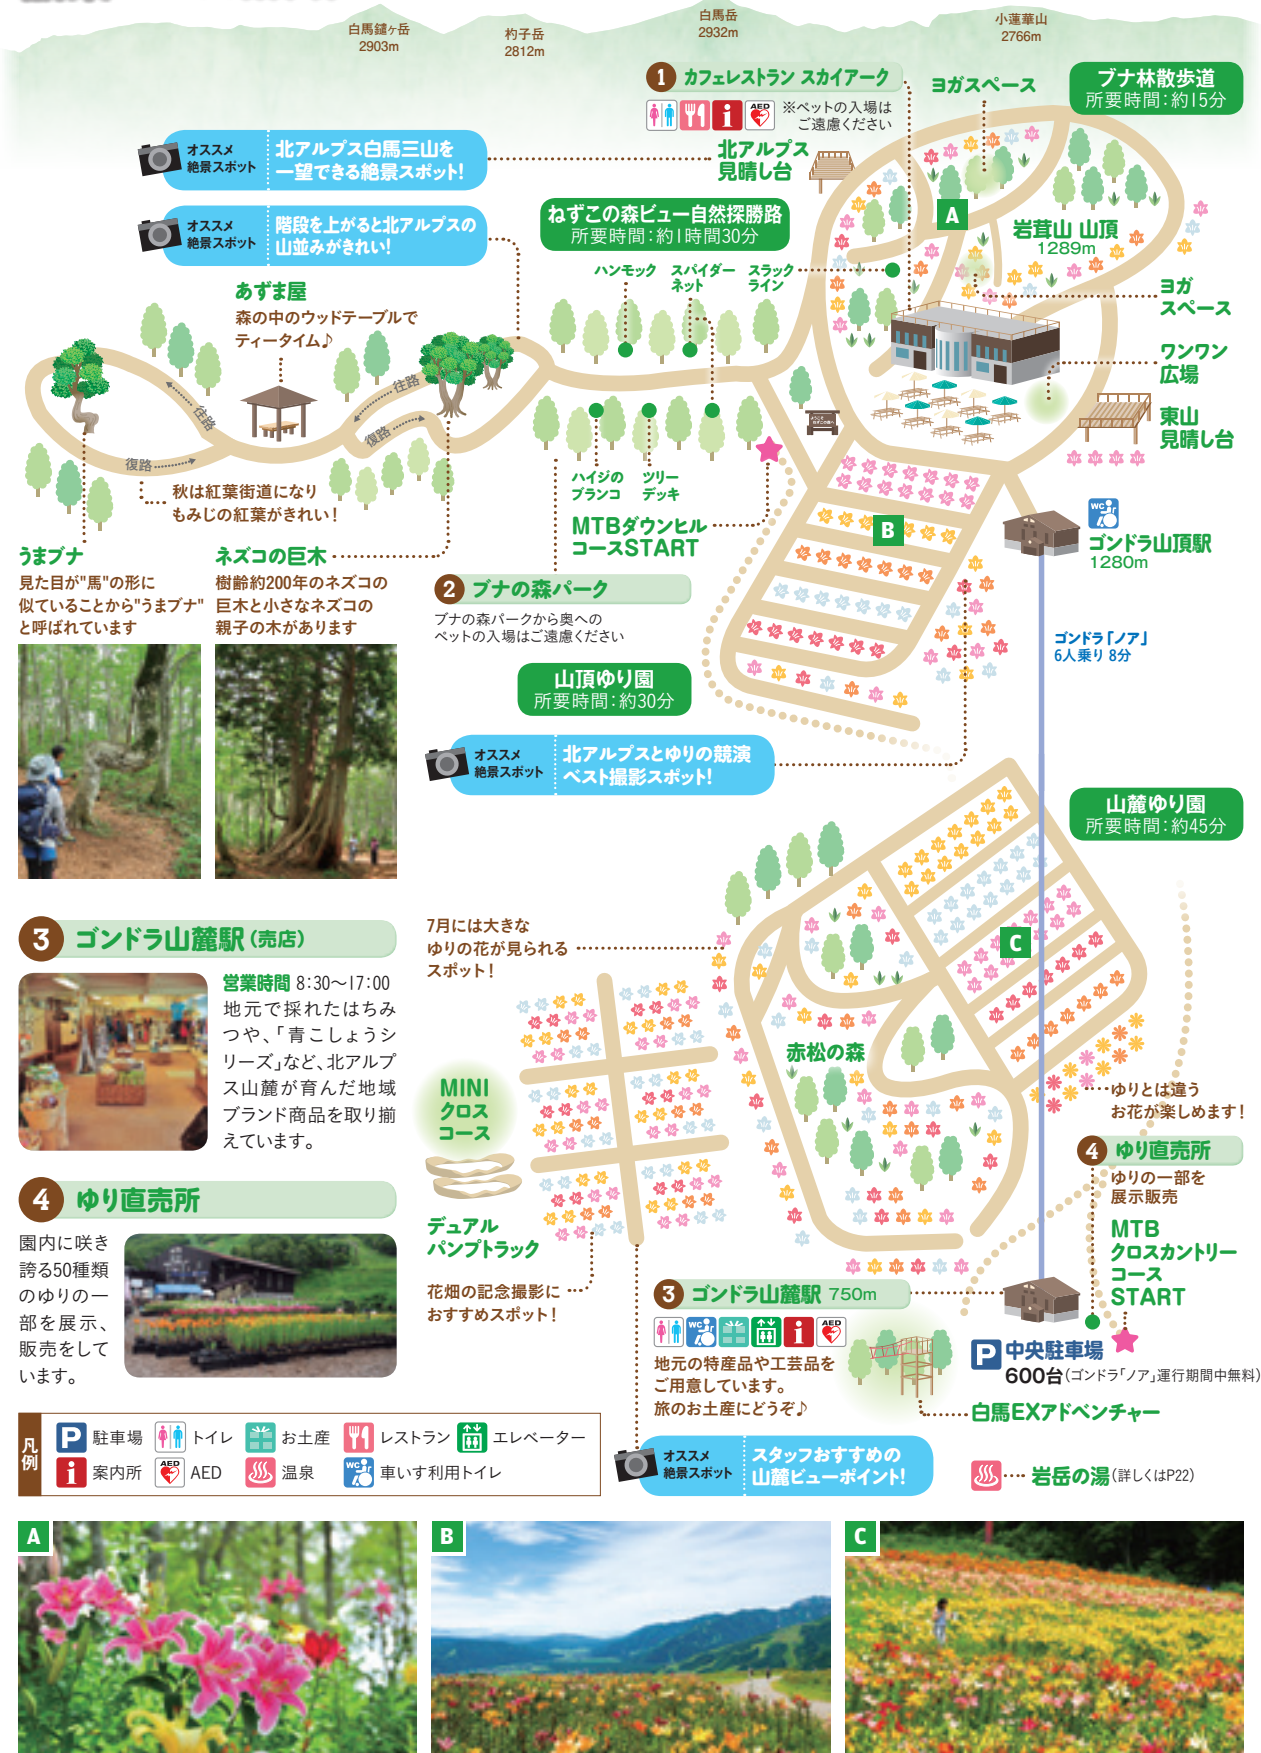 白馬鑓ヶ岳
2903m
杓子岳
2812m
白馬岳
2932m
小蓮華山
2766m
1 カフェレストラン スカイアーク
AED
※ペットの入場は
ご遠慮ください
ヨガスペース
ブナ林散歩道
所要時間：約15分
オススメ
絶景スポット
北アルプス白馬三山を
一望できる絶景スポット！
北アルプス
見晴し台
オススメ
絶景スポット
階段を上がると北アルプスの
山並みがきれい！
ねずこの森ビュー自然探勝路
所要時間：約1時間30分
A
岩茸山 山頂
1289m
ハンモック
スパイダー
ネット
スラック
ライン
あずま屋
森の中のウッドテーブルで
ティータイム♪
ヨガ
スペース
ワンワン
広場
東山
見晴し台
往路
往路
復路
復路
秋は紅葉街道になり
もみじの紅葉がきれい！
ハイジの
ブランコ
ツリー
デッキ
MTBダウンヒル
コースSTART
B
WC
ゴンドラ山頂駅
1280m
うまブナ
見た目が"馬"の形に
似ていることから"うまブナ"
と呼ばれています
ネズコの巨木
樹齢約200年のネズコの
巨木と小さなネズコの
親子の木があります
2 ブナの森パーク
ブナの森パークから奥への
ペットの入場はご遠慮ください
ゴンドラ「ノア」
6人乗り 8分
山頂ゆり園
所要時間：約30分
オススメ
絶景スポット
北アルプスとゆりの競演
ベスト撮影スポット！
山麓ゆり園
所要時間：約45分
3 ゴンドラ山麓駅（売店）
営業時間 8:30～17:00
地元で採れたはちみ
つや、「青こしょうシ
リーズ」など、北アルプ
ス山麓が育んだ地域
ブランド商品を取り揃
えています。
7月には大きな
ゆりの花が見られる
スポット！
C
赤松の森
MINI
クロス
コース
ゆりとは違う
お花が楽しめます！
4 ゆり直売所
ゆりの一部を
展示販売
4 ゆり直売所
園内に咲き
誇る50種類
のゆりの一
部を展示、
販売をして
います。
デュアル
パンプトラック
花畑の記念撮影に
おすすめスポット！
MTB
クロスカントリー
コース
START
3 ゴンドラ山麓駅 750m
WC
AED
地元の特産品や工芸品を
ご用意しています。
旅のお土産にどうぞ♪
P 中央駐車場
600台（ゴンドラ「ノア」運行期間中無料）
白馬EXアドベンチャー
凡例
P 駐車場
トイレ
お土産
レストラン
エレベーター
i 案内所
AED AED
温泉
WC 車いす利用トイレ
オススメ
絶景スポット
スタッフおすすめの
山麓ビューポイント！
岩岳の湯（詳しくはP22）
A
B
C